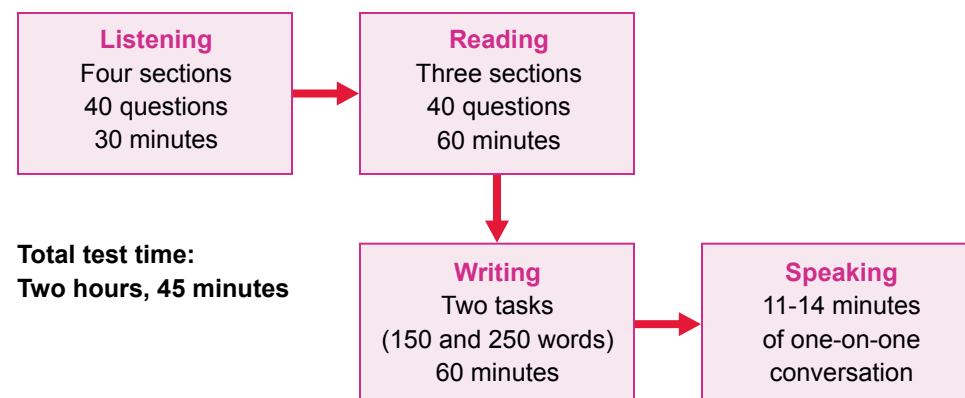 Listening
Four sections
40 questions
30 minutes
Reading
Three sections
40 questions
60 minutes
Total test time:
Two hours, 45 minutes
Writing
Two tasks
(150 and 250 words)
60 minutes
Speaking
11-14 minutes
of one-on-one
conversation